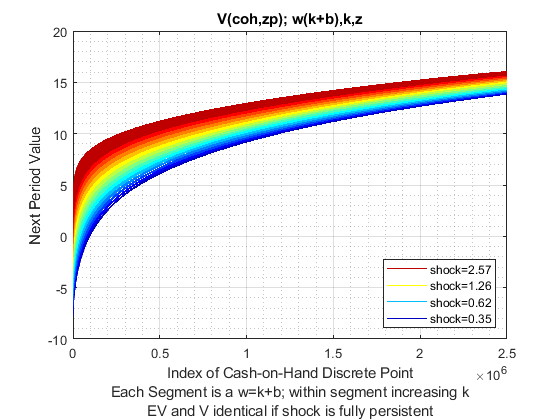 V(coh,zp); w(k+b),k,z
20
15
10
5
0
-5
-10
Next Period Value
shock=2.57
shock=1.26
shock=0.62
shock=0.35
0 0.5 1 1.5 2 2.5
×10^6
Index of Cash-on-Hand Discrete Point
Each Segment is a w=k+b; within segment increasing k
EV and V identical if shock is fully persistent